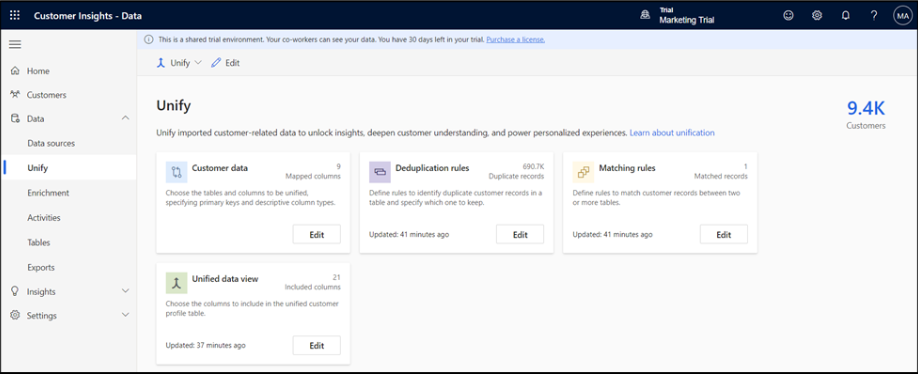 Customer Insights - Data
Trial
Marketing Trial
?
MA
This is a shared trial environment. Your co-workers can see your data. You have 30 days left in your trial. Purchase a license.
Home
Customers
Data
Data sources
Unify
Enrichment
Activities
Tables
Exports
Insights
Settings
Unify
Edit
Unify
9.4K
Customers
Unify imported customer-related data to unlock insights, deepen customer understanding, and power personalized experiences. Learn about unification
Customer data
9
Mapped columns
Choose the tables and columns to be unified,
specifying primary keys and descriptive column types.
Edit
Deduplication rules
690.7K
Duplicate records
Define rules to identify duplicate customer records in a
table and specify which one to keep.
Updated: 41 minutes ago
Edit
Matching rules
1
Matched records
Define rules to match customer records between two
or more tables.
Updated: 41 minutes ago
Edit
Unified data view
21
Included columns
Choose the columns to include in the unified customer
profile table.
Updated: 37 minutes ago
Edit